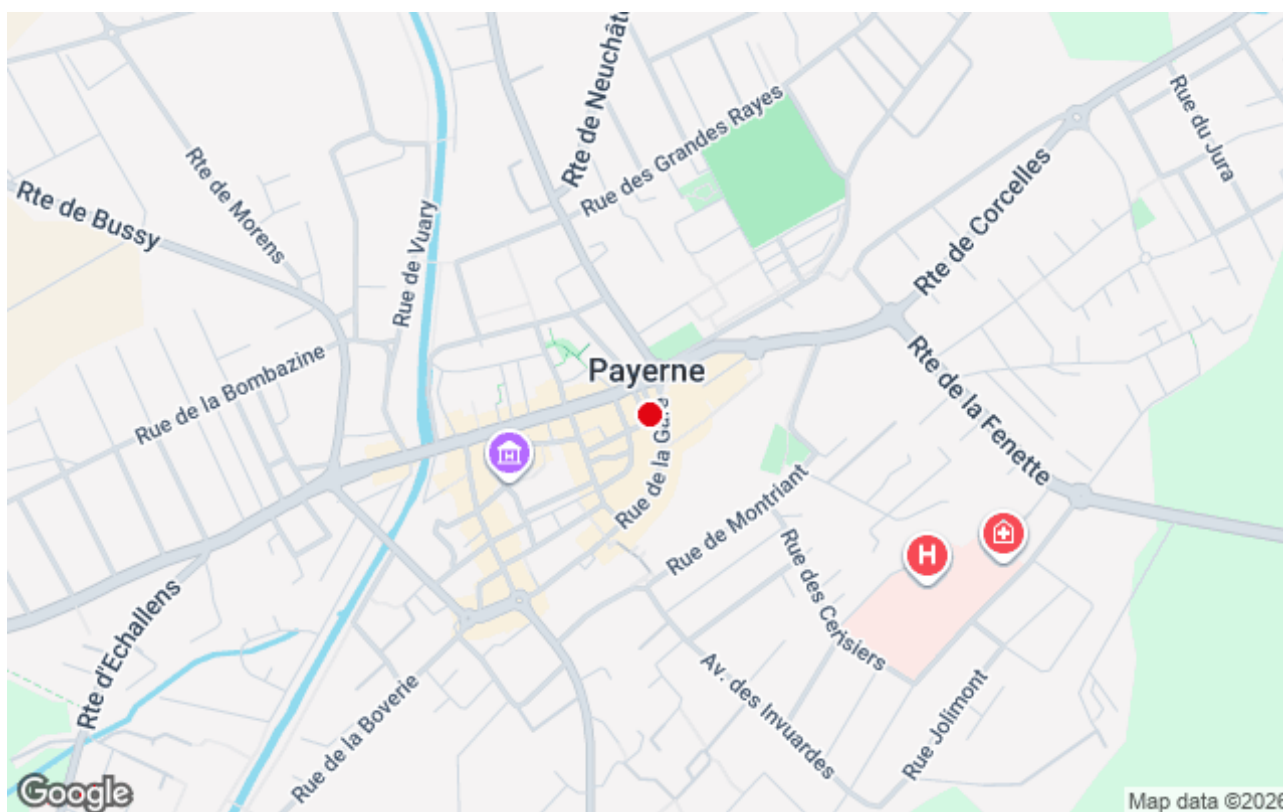 Rte de Neuchâte
Rue des Grandes Rayes
Rue du Jura
Rte de Morens
Rte de Bussy
Rue de Vuary
Rte de Corcelles
Rue de la Bombazine
Payerne
Rte de la Fenette
Rue de la Gare
H
Rue de Montriant
H
Rue des Cerisiers
Rte d'Echallens
Rue de la Boverie
Av. des Invuardes
Rue Jolimont
Google
Map data ©2026